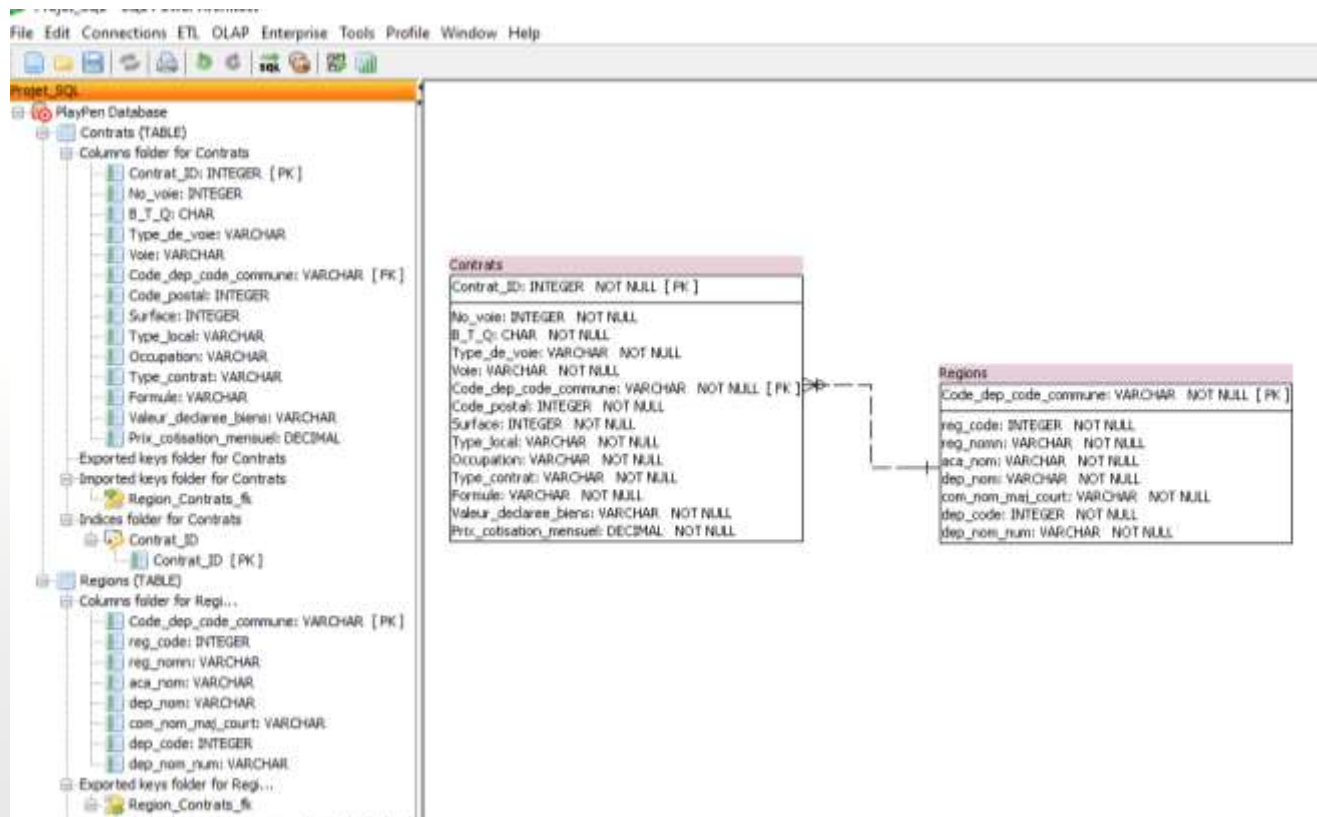 File Edit Connections ETL OLAP Enterprise Tools Profile Window Help
Projet_SQL
PlayPen Database
Contrats (TABLE)
Columns folder for Contrats
Contrat_ID: INTEGER [ PK ]
No_voie: INTEGER
B_T_Q: CHAR
Type_de_voie: VARCHAR
Voie: VARCHAR
Code_dep_code_commune: VARCHAR [ FK ]
Code_postal: INTEGER
Surface: INTEGER
Type_local: VARCHAR
Occupation: VARCHAR
Type_contrat: VARCHAR
Formule: VARCHAR
Valeur_declaree_biens: VARCHAR
Prix_cotisation_mensuel: DECIMAL
Exported keys folder for Contrats
Imported keys folder for Contrats
Region_Contrats_fk
Indices folder for Contrats
Contrat_ID
Contrat_ID [PK]
Regions (TABLE)
Columns folder for Regi...
Code_dep_code_commune: VARCHAR [ PK ]
reg_code: INTEGER
reg_nomn: VARCHAR
aca_nom: VARCHAR
dep_nom: VARCHAR
com_nom_maj_court: VARCHAR
dep_code: INTEGER
dep_nom_num: VARCHAR
Exported keys folder for Regi...
Region_Contrats_fk
Contrats
Contrat_ID: INTEGER NOT NULL [ PK ]
No_voie: INTEGER NOT NULL
B_T_Q: CHAR NOT NULL
Type_de_voie: VARCHAR NOT NULL
Voie: VARCHAR NOT NULL
Code_dep_code_commune: VARCHAR NOT NULL [ FK ]
Code_postal: INTEGER NOT NULL
Surface: INTEGER NOT NULL
Type_local: VARCHAR NOT NULL
Occupation: VARCHAR NOT NULL
Type_contrat: VARCHAR NOT NULL
Formule: VARCHAR NOT NULL
Valeur_declaree_biens: VARCHAR NOT NULL
Prix_cotisation_mensuel: DECIMAL NOT NULL
Regions
Code_dep_code_commune: VARCHAR NOT NULL [ PK ]
reg_code: INTEGER NOT NULL
reg_nomn: VARCHAR NOT NULL
aca_nom: VARCHAR NOT NULL
dep_nom: VARCHAR NOT NULL
com_nom_maj_court: VARCHAR NOT NULL
dep_code: INTEGER NOT NULL
dep_nom_num: VARCHAR NOT NULL